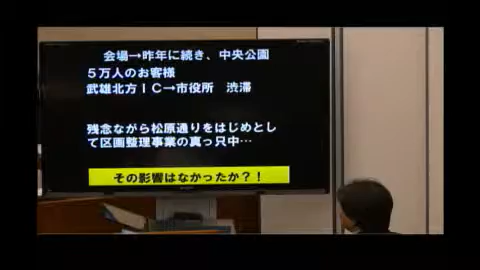 会場→昨年に続き、中央公園
５万人のお客様
武雄北方ＩＣ→市役所　渋滞
残念ながら松原通りをはじめとし
て区画整理事業の真っ只中…
その影響はなかったか？！